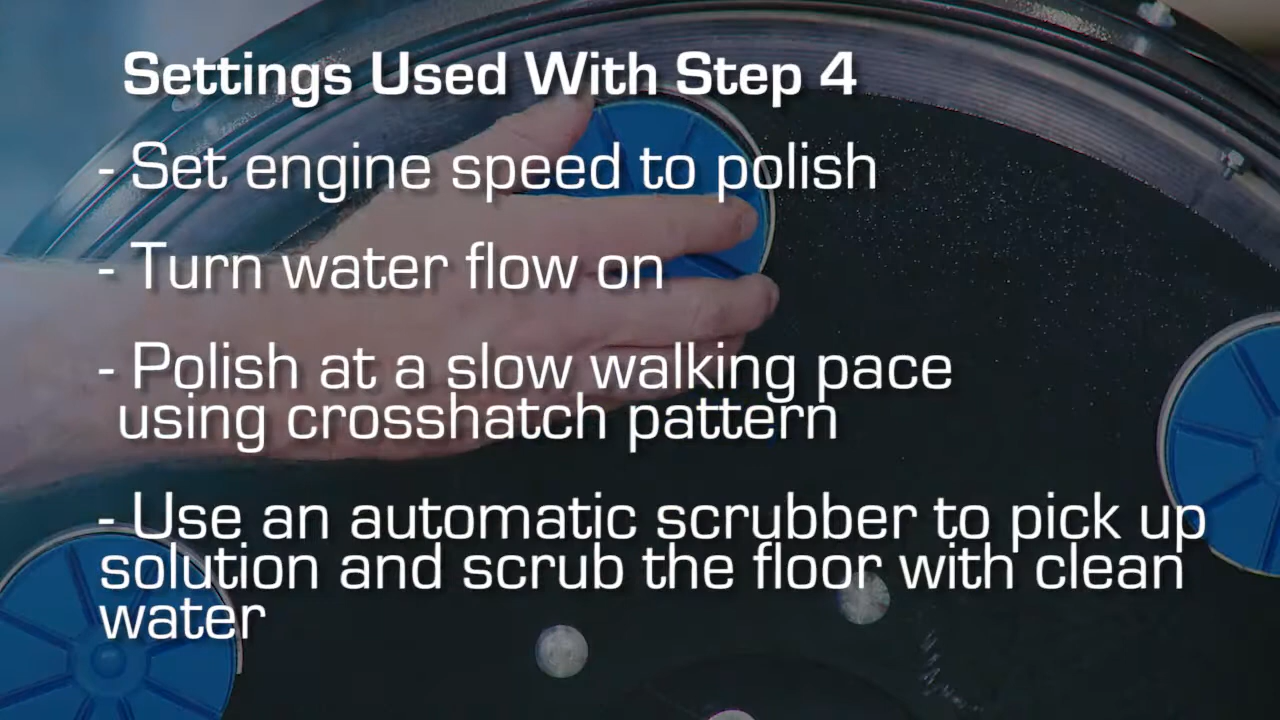 Settings Used With Step 4
- Set engine speed to polish
- Turn water flow on
- Polish at a slow walking pace
using crosshatch pattern
- Use an automatic scrubber to pick up
solution and scrub the floor with clean
water